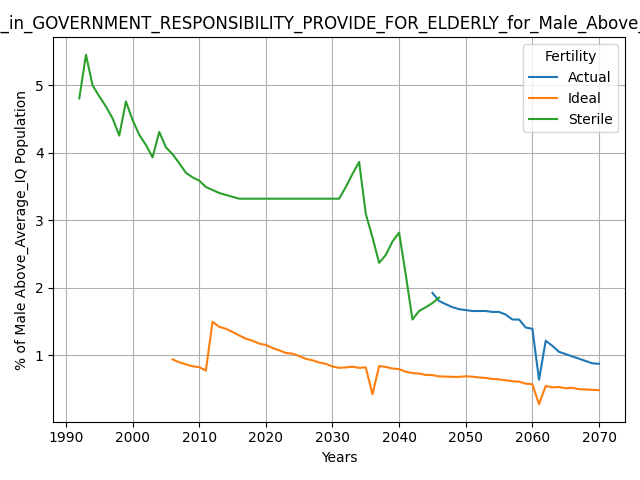 _in_GOVERNMENT_RESPONSIBILITY_PROVIDE_FOR_ELDERLY_for_Male_Above_
Fertility
Actual
Ideal
Sterile
% of Male Above_Average_IQ Population
5
4
3
2
1
1990 2000 2010 2020 2030 2040 2050 2060 2070
Years